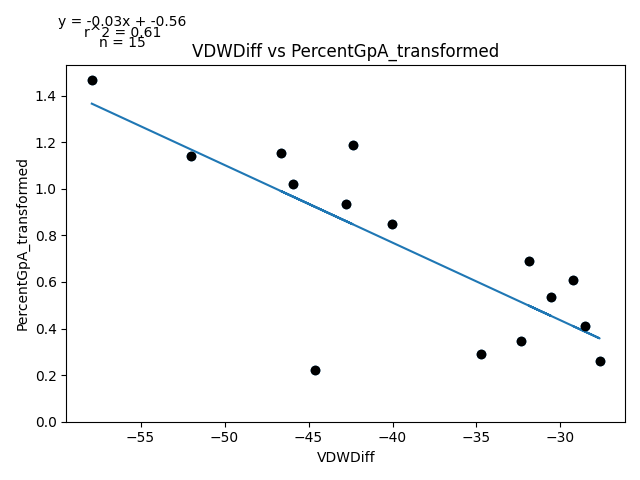 y = -0.03x + -0.56
r^2 = 0.61
n = 15
VDWDiff vs PercentGpA_transformed
1.4
1.2
1.0
0.8
0.6
0.4
0.2
0.0
PercentGpA_transformed
−55
−50
−45
−40
−35
−30
VDWDiff